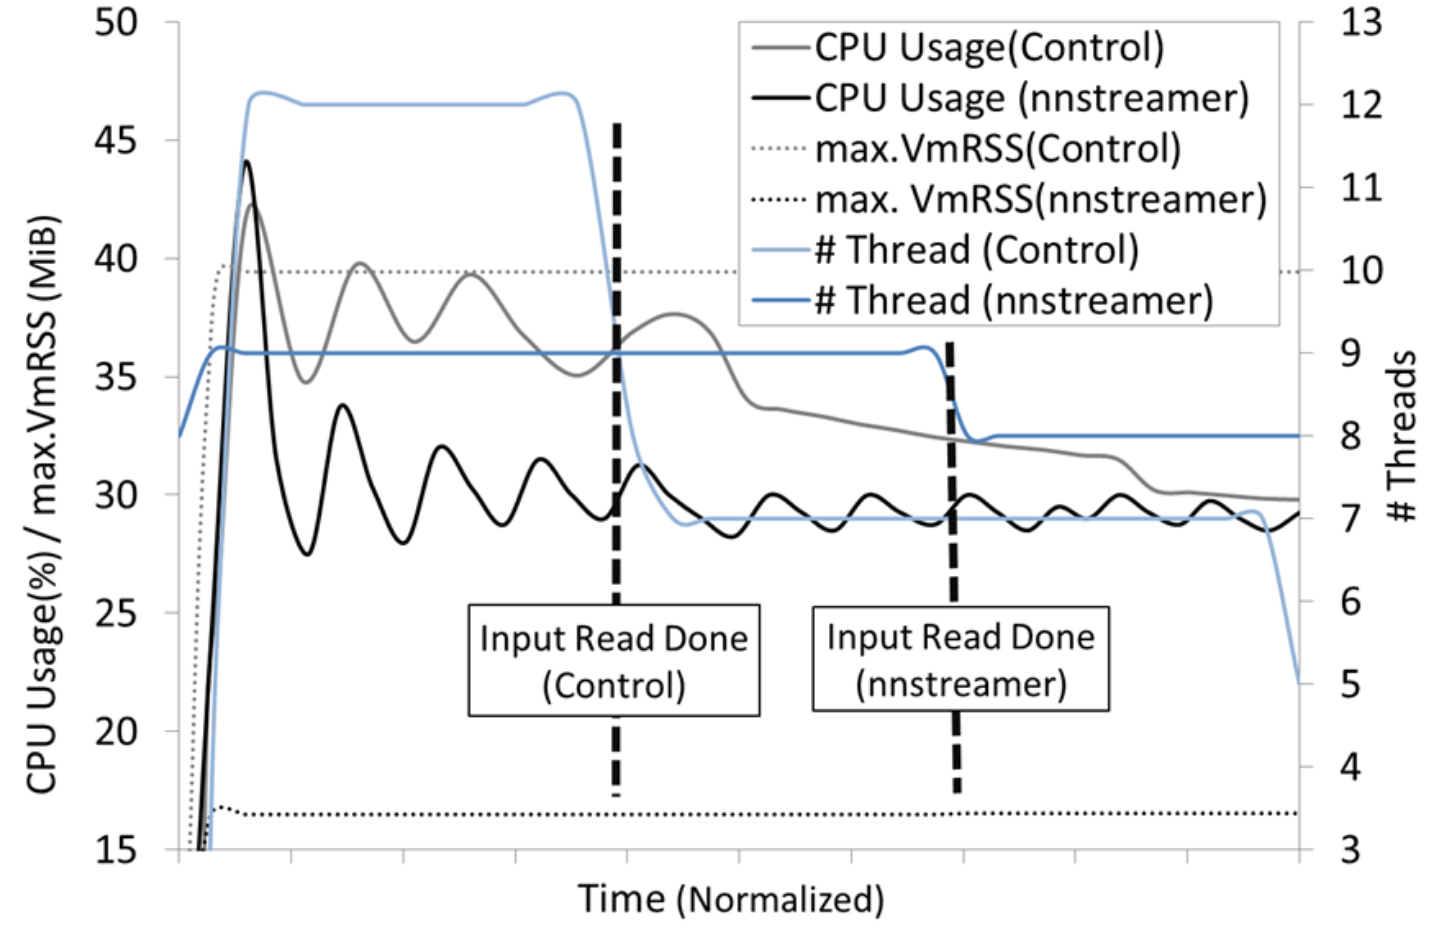 50
45
40
35
30
25
20
15
CPU Usage(%) / max.VmRSS (MiB)
CPU Usage(Control)
CPU Usage (nnstreamer)
max.VmRSS(Control)
max. VmRSS(nnstreamer)
# Thread (Control)
# Thread (nnstreamer)
Input Read Done
(Control)
Input Read Done
(nnstreamer)
13
12
11
10
9
8
7
6
5
4
3
# Threads
Time (Normalized)